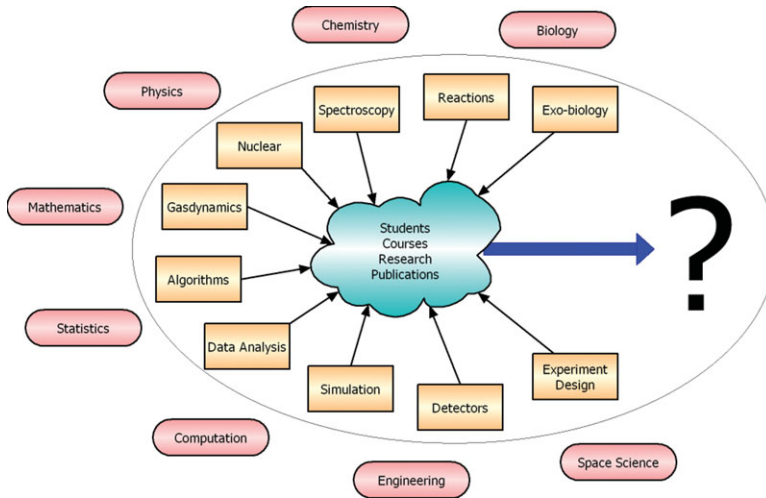 Chemistry
Biology
Physics
Spectroscopy
Reactions
Exo-biology
Nuclear
Mathematics
Gasdynamics
Students
Courses
Research
Publications
?
Algorithms
Statistics
Data Analysis
Simulation
Detectors
Experiment
Design
Computation
Engineering
Space Science